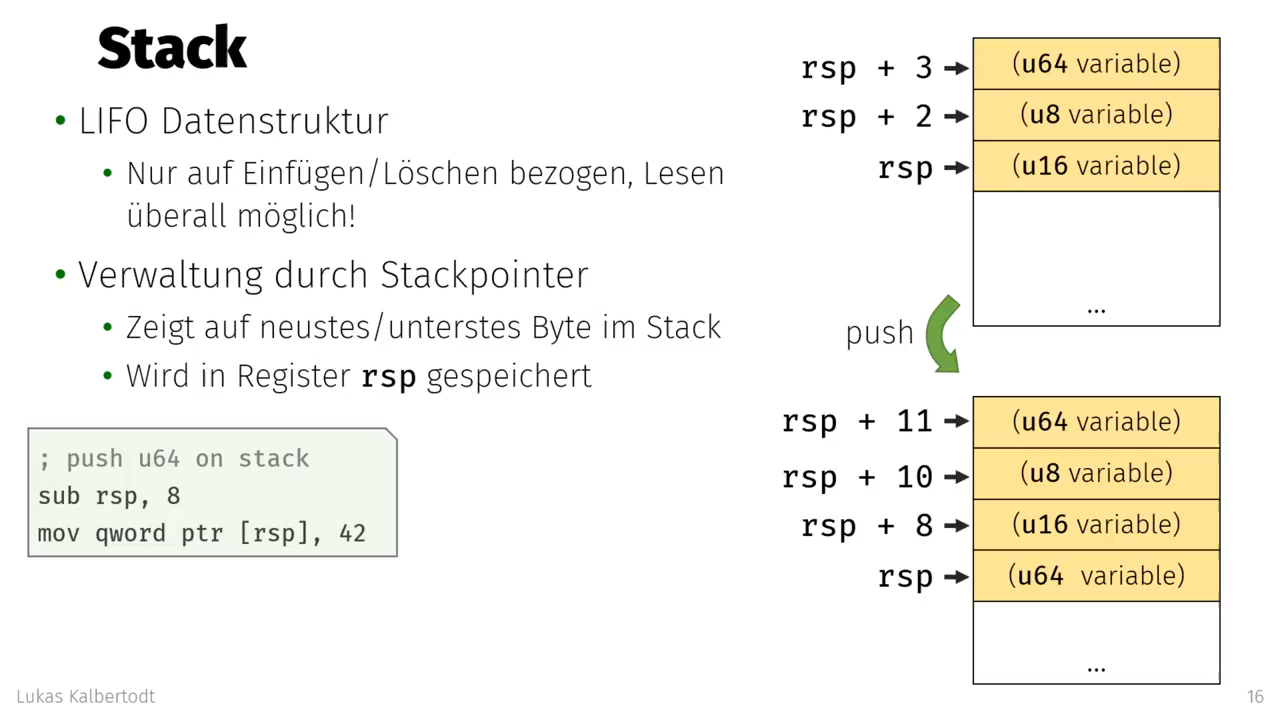 Stack
• LIFO Datenstruktur
• Nur auf Einfügen/Löschen bezogen, Lesen
überall möglich!
• Verwaltung durch Stackpointer
• Zeigt auf neustes/unterstes Byte im Stack
• Wird in Register rsp gespeichert
; push u64 on stack
sub rsp, 8
mov qword ptr [rsp], 42
rsp + 3 (u64 variable)
rsp + 2 (u8 variable)
rsp (u16 variable)
...
push
rsp + 11 (u64 variable)
rsp + 10 (u8 variable)
rsp + 8 (u16 variable)
rsp (u64 variable)
...
Lukas Kalbertodt
16